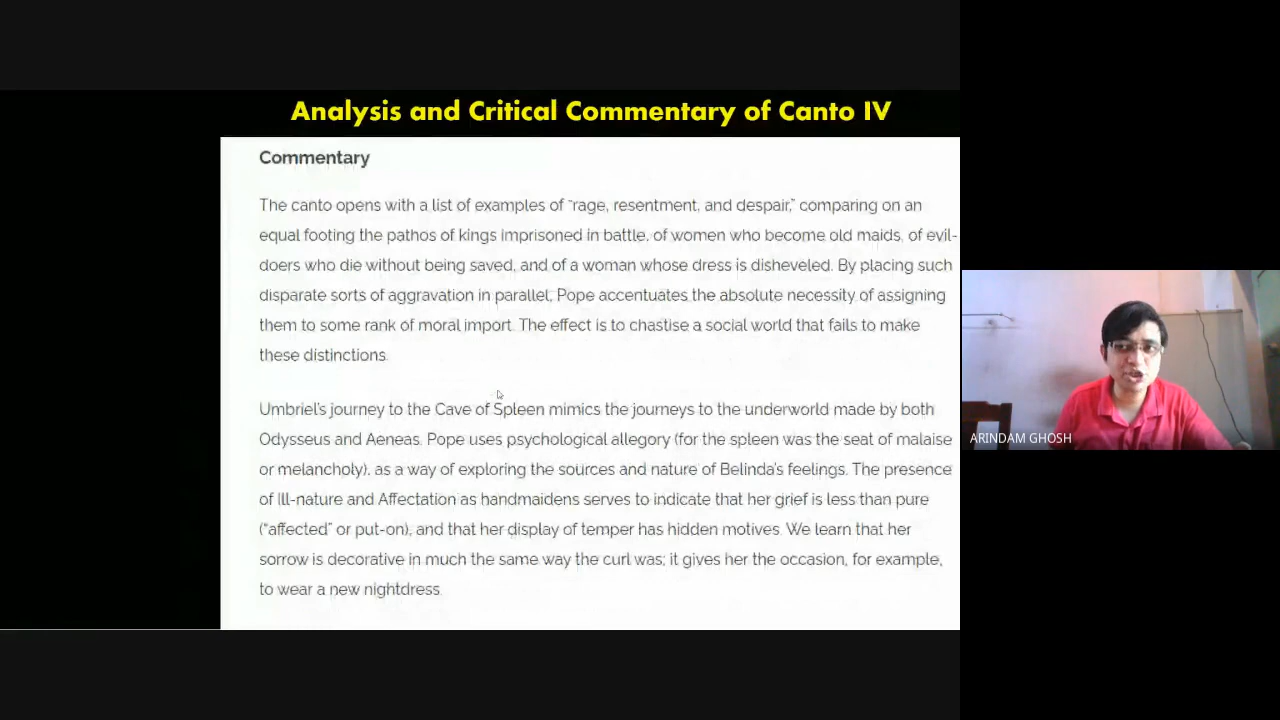 Analysis and Critical Commentary of Canto IV
Commentary
The canto opens with a list of examples of “rage, resentment, and despair,” comparing on an
equal footing the pathos of kings imprisoned in battle, of women who become old maids, of evil-
doers who die without being saved, and of a woman whose dress is disheveled. By placing such
disparate sorts of aggravation in parallel, Pope accentuates the absolute necessity of assigning
them to some rank of moral import. The effect is to chastise a social world that fails to make
these distinctions.
Umbriel’s journey to the Cave of Spleen mimics the journeys to the underworld made by both
Odysseus and Aeneas. Pope uses psychological allegory (for the spleen was the seat of malaise
or melancholy), as a way of exploring the sources and nature of Belinda’s feelings. The presence
of Ill-nature and Affectation as handmaidens serves to indicate that her grief is less than pure
(“affected” or put-on), and that her display of temper has hidden motives. We learn that her
sorrow is decorative in much the same way the curl was; it gives her the occasion, for example,
to wear a new nightdress.
ARINDAM GHOSH